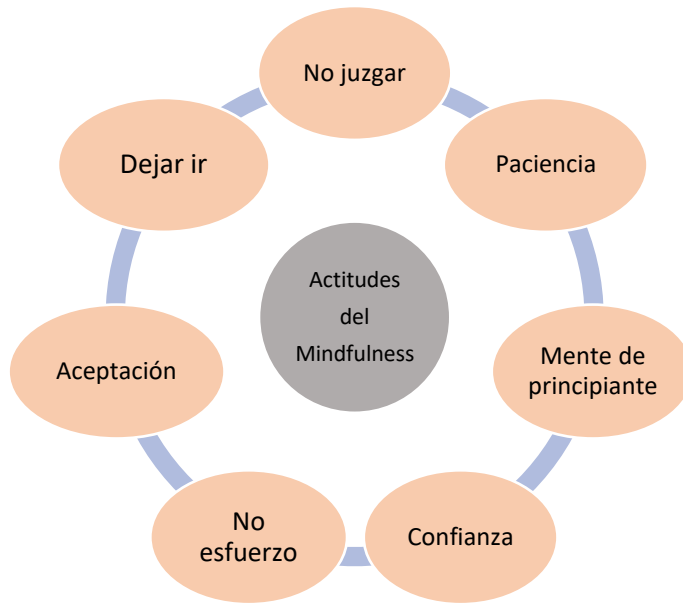 No juzgar
Paciencia
Mente de
principiante
Confianza
No
esfuerzo
Aceptación
Dejar ir
Actitudes
del
Mindfulness